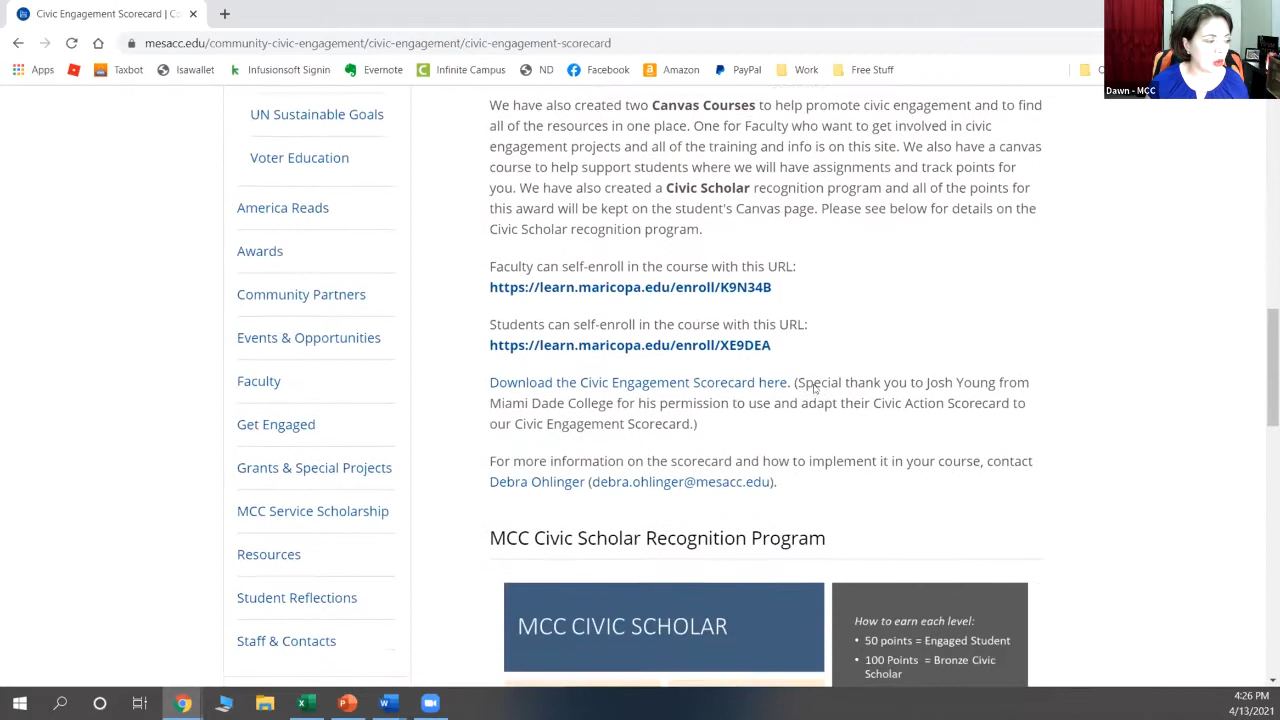 Civic Engagement Scorecard | Co
mesacc.edu/community-civic-engagement/civic-engagement/civic-engagement-scorecard
Apps
Taxbot
Isawallet
Infusionsoft Signin
Evernote
Infinite Campus
ND
Facebook
Amazon
PayPal
Work
Free Stuff
Dawn - MCC
UN Sustainable Goals
Voter Education
America Reads
Awards
Community Partners
Events & Opportunities
Faculty
Get Engaged
Grants & Special Projects
MCC Service Scholarship
Resources
Student Reflections
Staff & Contacts
We have also created two Canvas Courses to help promote civic engagement and to find
all of the resources in one place. One for Faculty who want to get involved in civic
engagement projects and all of the training and info is on this site. We also have a canvas
course to help support students where we will have assignments and track points for
you. We have also created a Civic Scholar recognition program and all of the points for
this award will be kept on the student's Canvas page. Please see below for details on the
Civic Scholar recognition program.
Faculty can self-enroll in the course with this URL:
https://learn.maricopa.edu/enroll/K9N34B
Students can self-enroll in the course with this URL:
https://learn.maricopa.edu/enroll/XE9DEA
Download the Civic Engagement Scorecard here. (Special thank you to Josh Young from
Miami Dade College for his permission to use and adapt their Civic Action Scorecard to
our Civic Engagement Scorecard.)
For more information on the scorecard and how to implement it in your course, contact
Debra Ohlinger (debra.ohlinger@mesacc.edu).
MCC Civic Scholar Recognition Program
MCC CIVIC SCHOLAR
How to earn each level:
• 50 points = Engaged Student
• 100 Points = Bronze Civic
Scholar
4:26 PM
4/13/2021